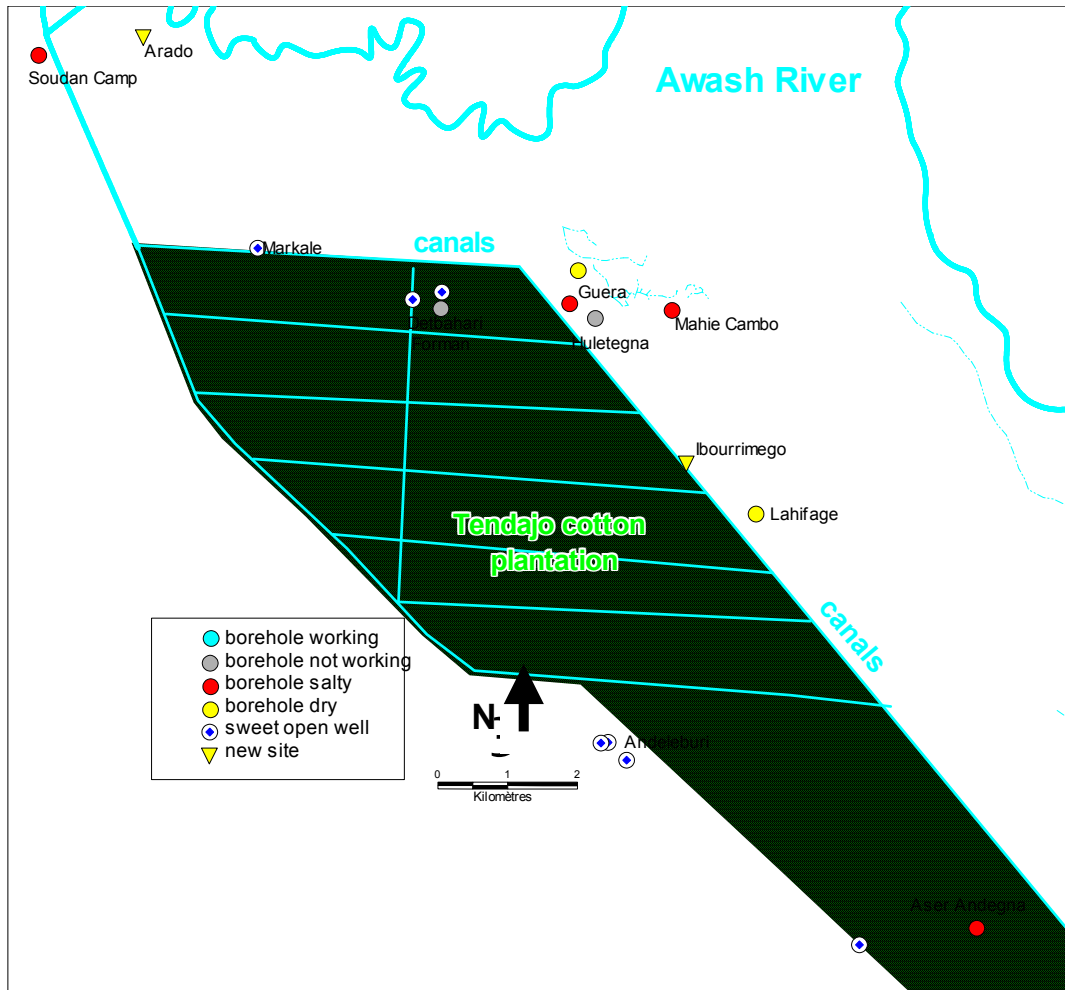 Arado
Soudan Camp
Awash River
Markale
canals
Guera
Mahie Cambo
Huletegna
Ibourrimego
Lahifage
Tendajo cotton
plantation
canals
borehole working
borehole not working
borehole salty
borehole dry
sweet open well
new site
N
Andeleburi
0 1 2
Kilomètres
Aser Andegna